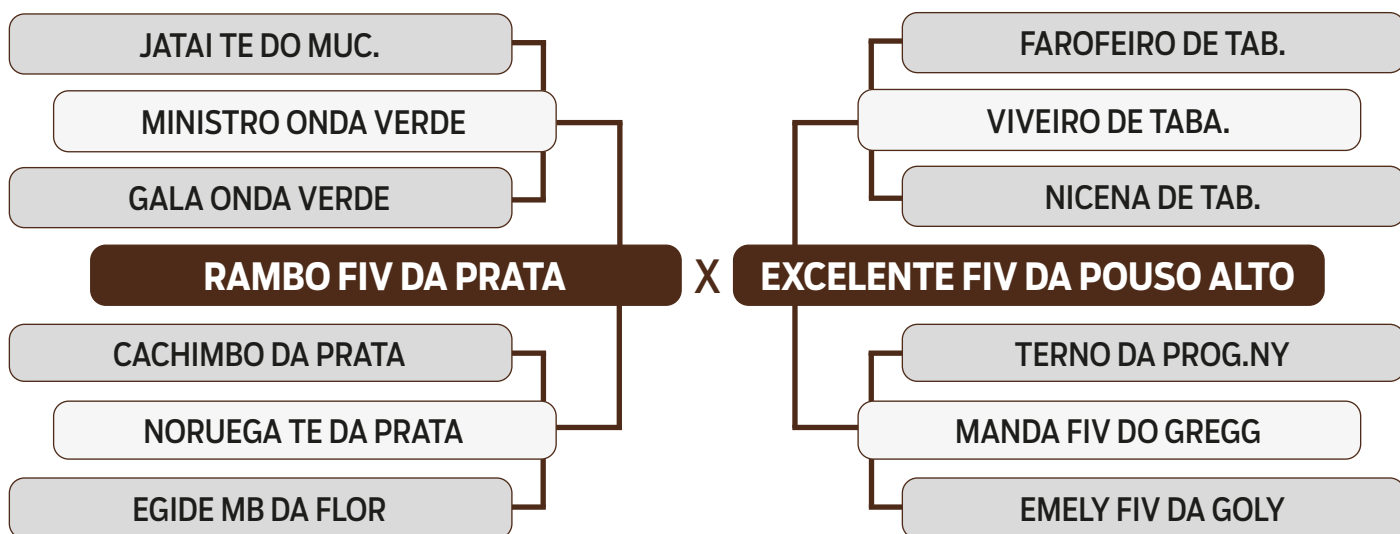 JATAI TE DO MUC.
MINISTRO ONDA VERDE
GALA ONDA VERDE
RAMBO FIV DA PRATA
CACHIMBO DA PRATA
NORUEGA TE DA PRATA
EGIDE MB DA FLOR
X
FAROFEIRO DE TAB.
VIVEIRO DE TABA.
NICENA DE TAB.
EXCELENTE FIV DA POUSO ALTO
TERNO DA PROG.NY
MANDA FIV DO GREGG
EMELY FIV DA GOLY